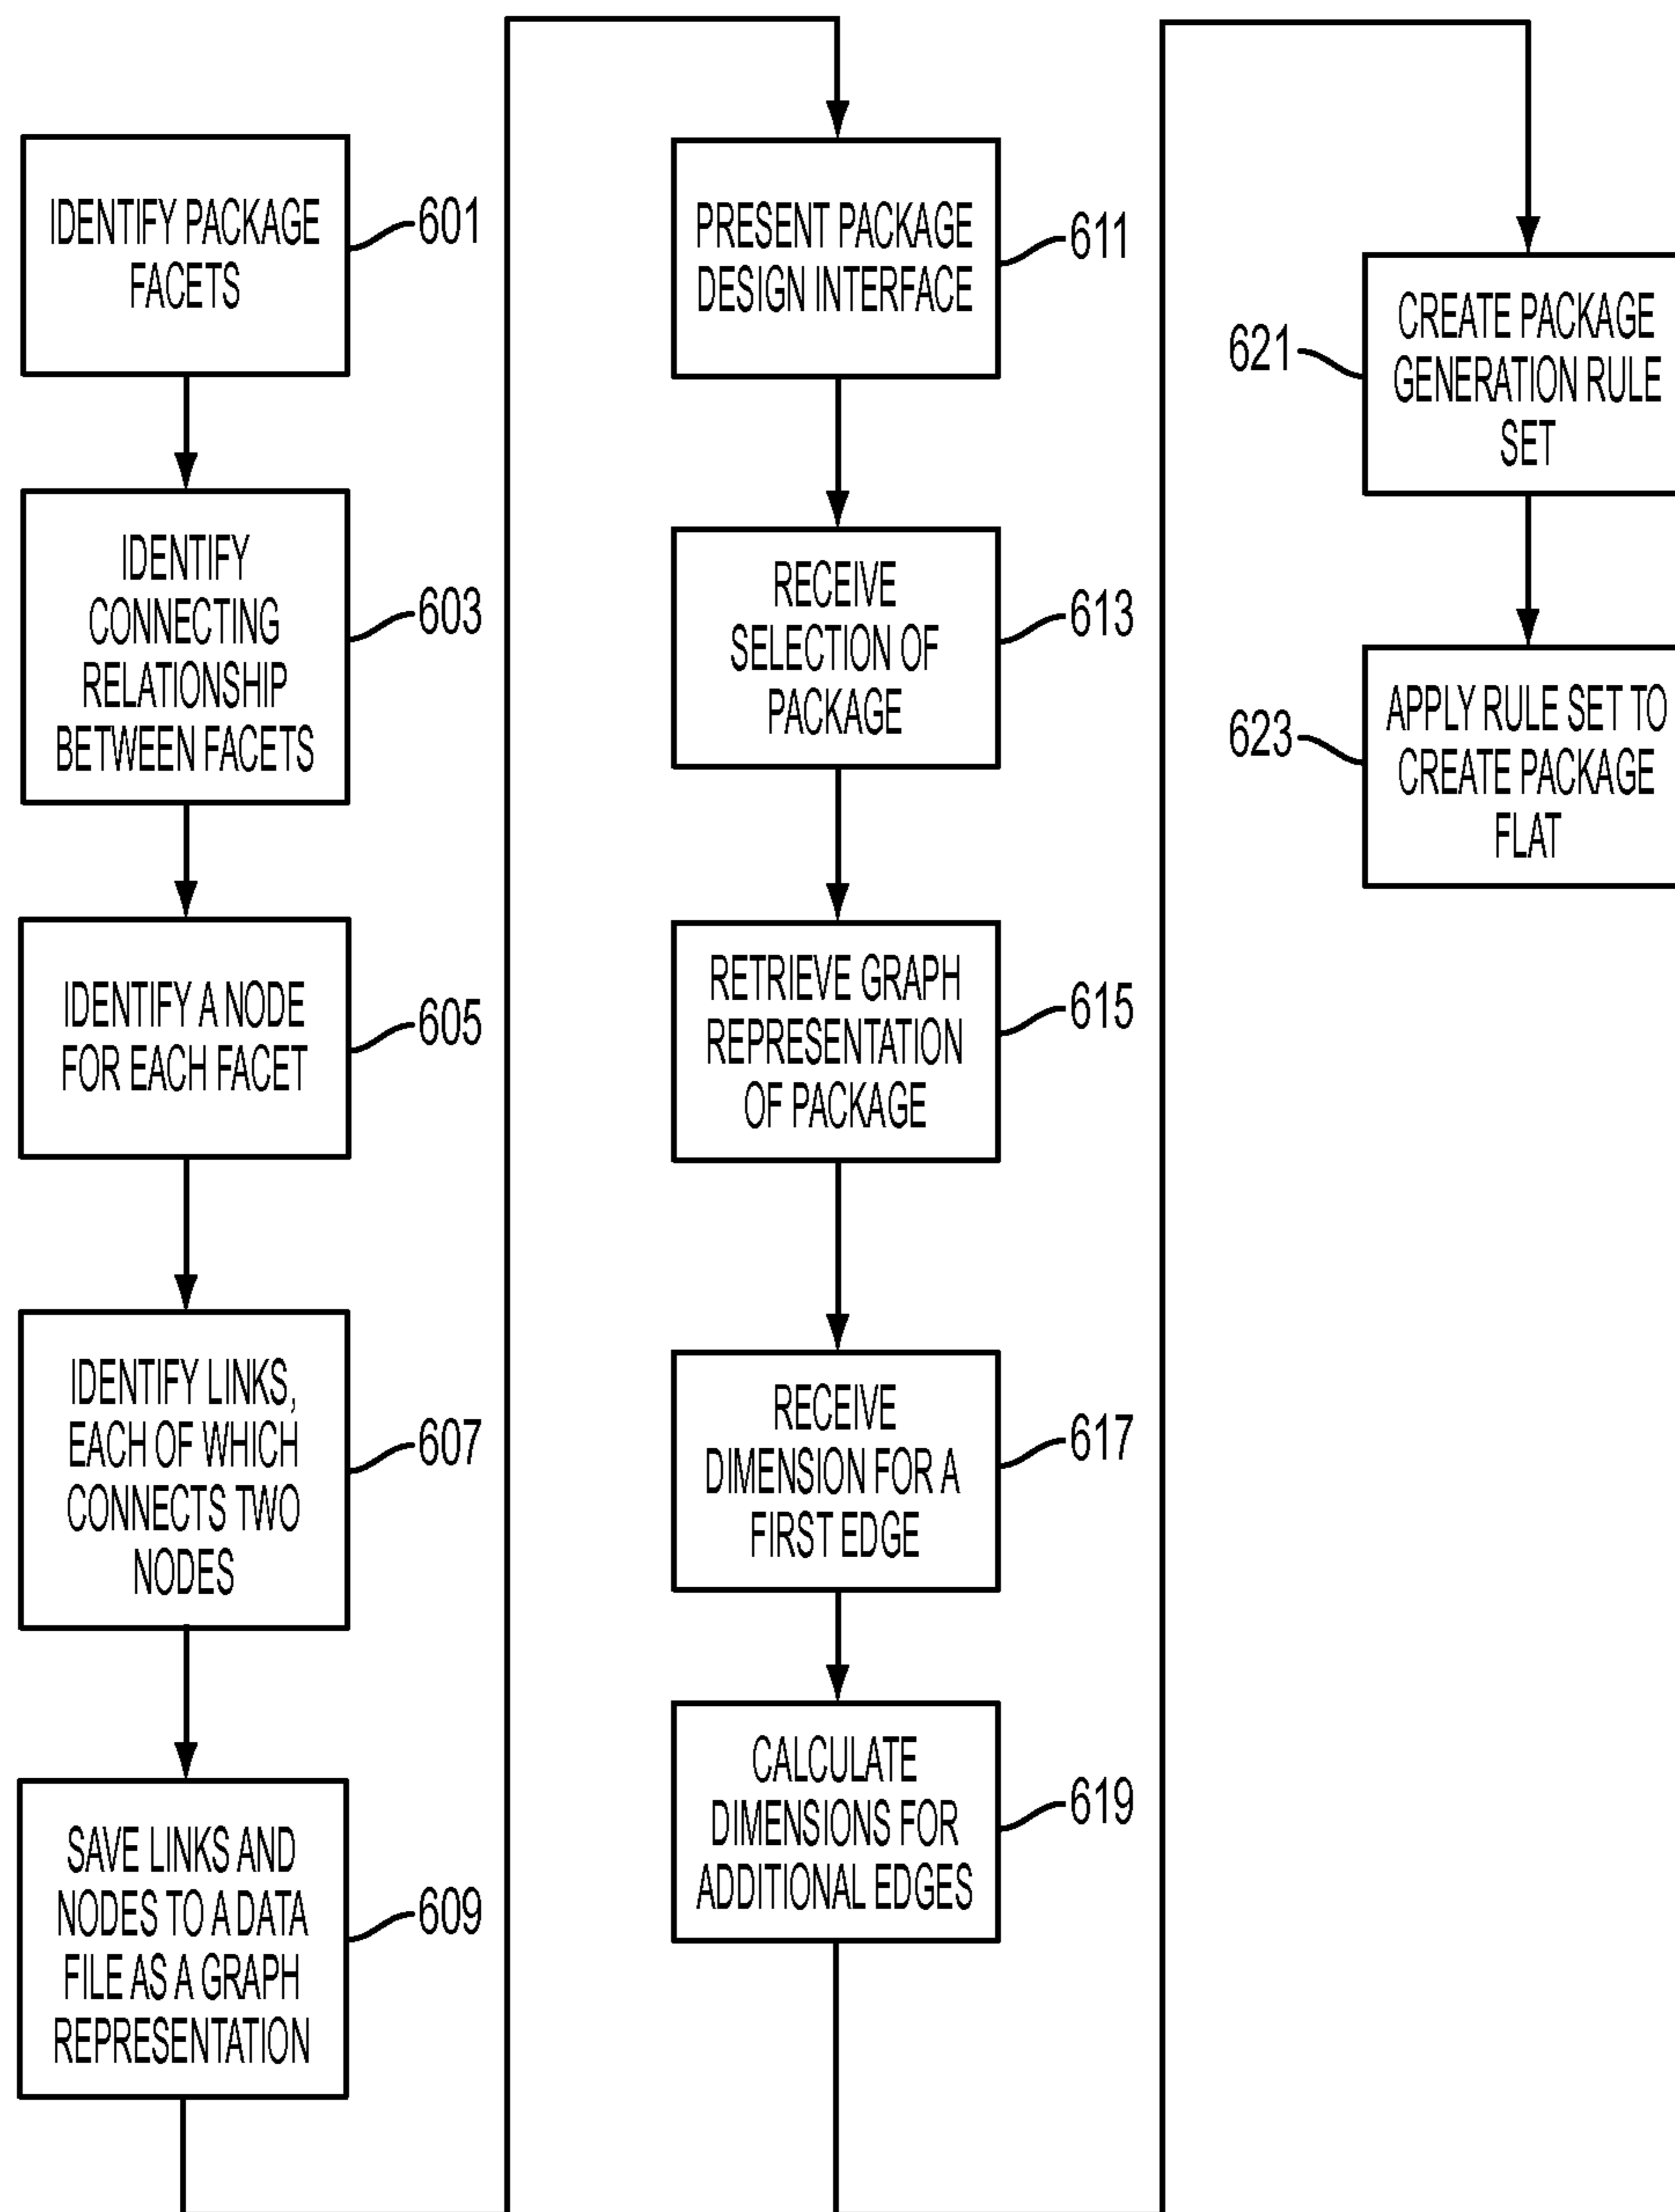 IDENTIFY PACKAGE
FACETS
601
IDENTIFY
CONNECTING
RELATIONSHIP
BETWEEN FACETS
603
IDENTIFY A NODE
FOR EACH FACET
605
IDENTIFY LINKS,
EACH OF WHICH
CONNECTS TWO
NODES
607
SAVE LINKS AND
NODES TO A DATA
FILE AS A GRAPH
REPRESENTATION
609
PRESENT PACKAGE
DESIGN INTERFACE
611
RECEIVE
SELECTION OF
PACKAGE
613
RETRIEVE GRAPH
REPRESENTATION
OF PACKAGE
615
RECEIVE
DIMENSION FOR A
FIRST EDGE
617
CALCULATE
DIMENSIONS FOR
ADDITIONAL EDGES
619
621
CREATE PACKAGE
GENERATION RULE
SET
623
APPLY RULE SET TO
CREATE PACKAGE
FLAT